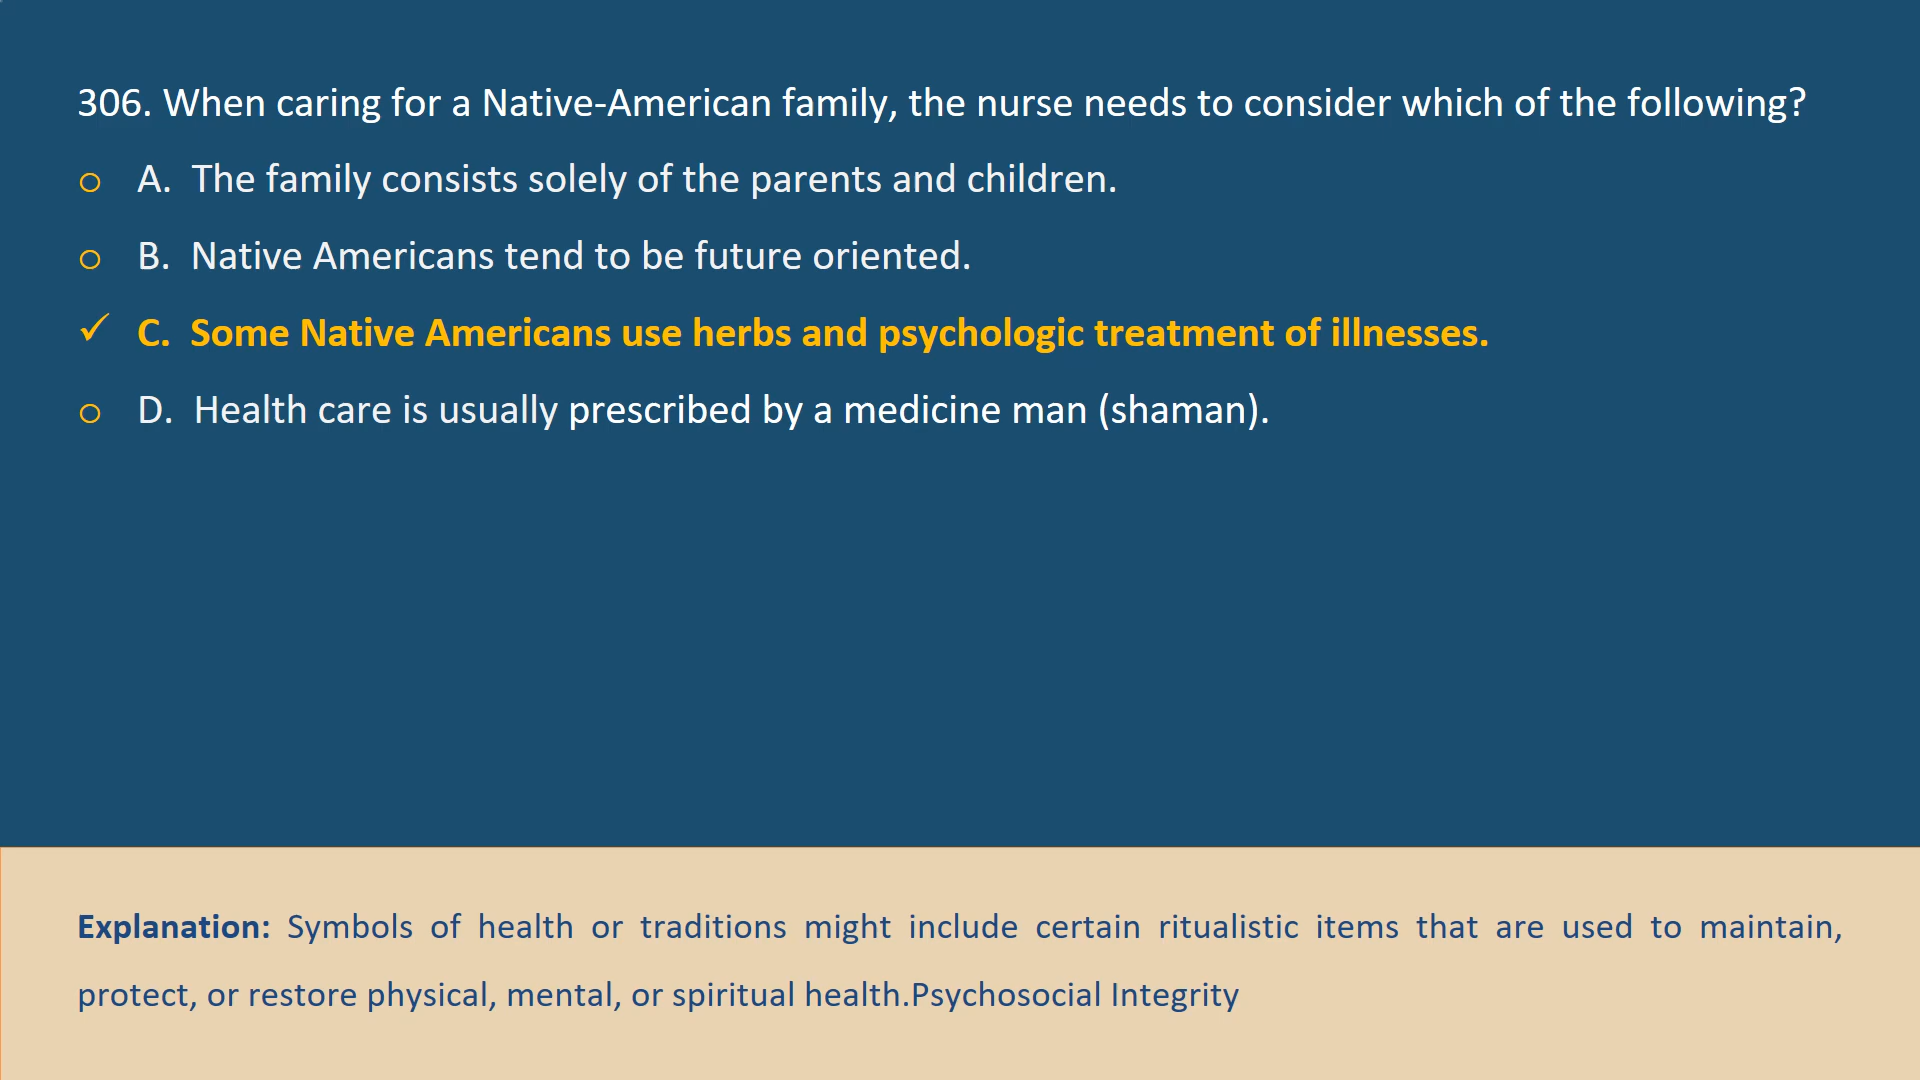 306. When caring for a Native-American family, the nurse needs to consider which of the following?
A. The family consists solely of the parents and children.
B. Native Americans tend to be future oriented.
C. Some Native Americans use herbs and psychologic treatment of illnesses.
D. Health care is usually prescribed by a medicine man (shaman).
Explanation: Symbols of health or traditions might include certain ritualistic items that are used to maintain,
protect, or restore physical, mental, or spiritual health.Psychosocial Integrity